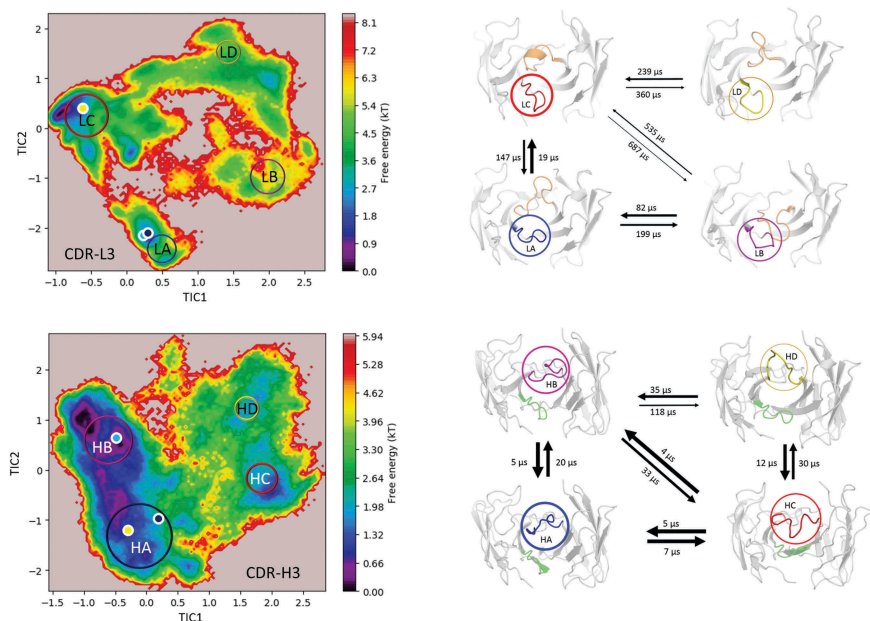 LD
LC
LB
LA
CDR-L3
TIC2
TIC1
2
1
0
-1
-2
-1.0 -0.5 0.0 0.5 1.0 1.5 2.0 2.5
8.1
7.2
6.3
5.4
4.5
3.6
2.7
1.8
0.9
0.0
Free energy (kT)
239 µs
360 µs
LC
LD
535 µs
687 µs
147 µs
19 µs
82 µs
199 µs
LA
LB
HD
HB
HC
HA
CDR-H3
TIC2
TIC1
2
1
0
−1
−2
−1.5 −1.0 −0.5 0.0 0.5 1.0 1.5 2.0 2.5
5.94
5.28
4.62
3.96
3.30
2.64
1.98
1.32
0.66
0.00
Free energy (kT)
HB
HD
35 µs
118 µs
4 µs
33 µs
5 µs
20 µs
12 µs
30 µs
HA
HC
5 µs
7 µs